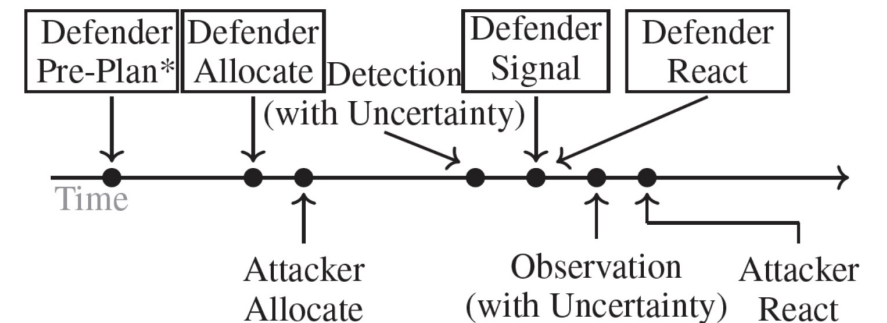 Defender
Pre-Plan*
Defender
Allocate
Detection
(with Uncertainty)
Defender
Signal
Defender
React
Time
Attacker
Allocate
Observation
(with Uncertainty)
Attacker
React